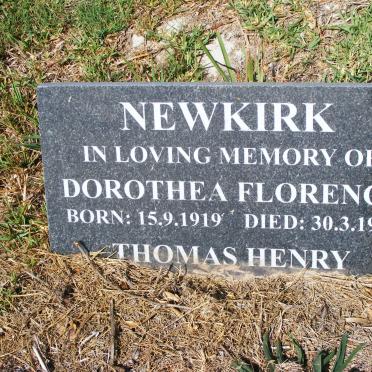 NEWKIRK
IN LOVING MEMORY OF
DOROTHEA FLORENC
BORN: 15.9.1919 DIED: 30.3.19
THOMAS HENRY